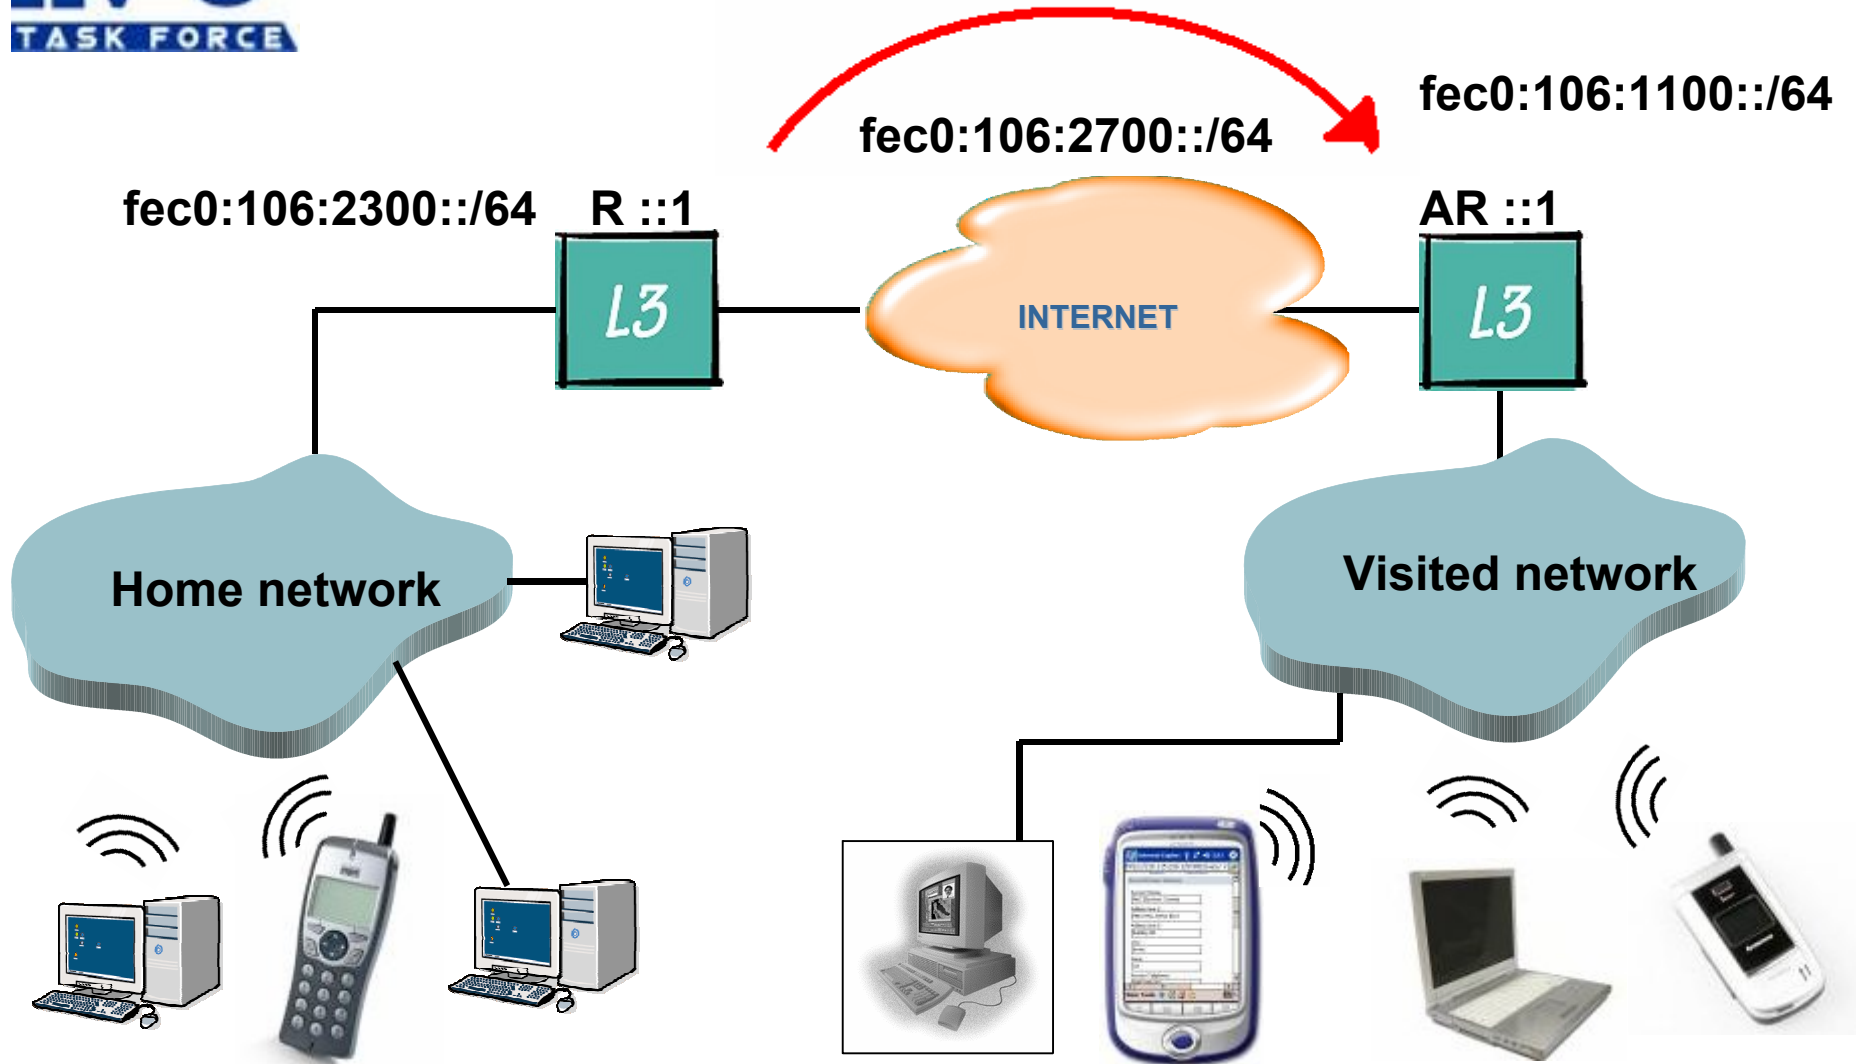 TASK FORCE
fec0:106:1100::/64
fec0:106:2700::/64
fec0:106:2300::/64 R ::1
AR ::1
L3
INTERNET
L3
Home network
Visited network